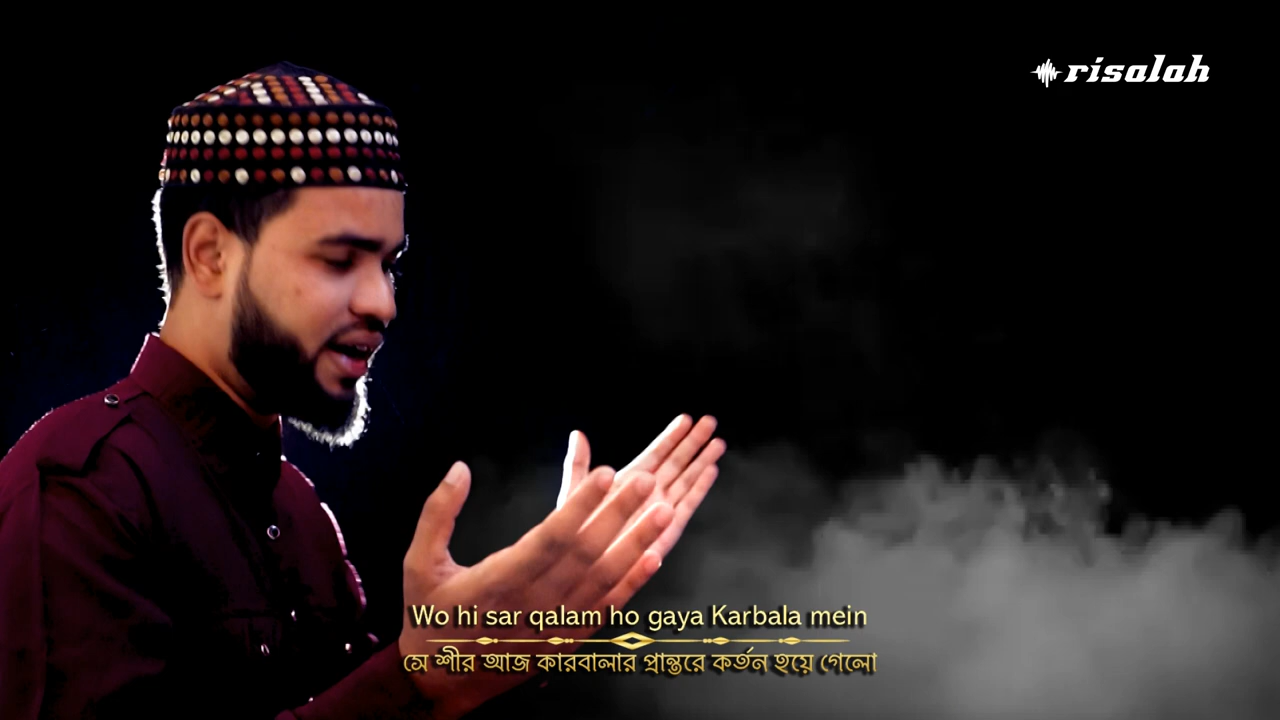 risalah
Wo hi sar qalam ho gaya Karbala mein
সে শীর আজ কারবালার প্রান্তরে কর্তন হয়ে গেলো